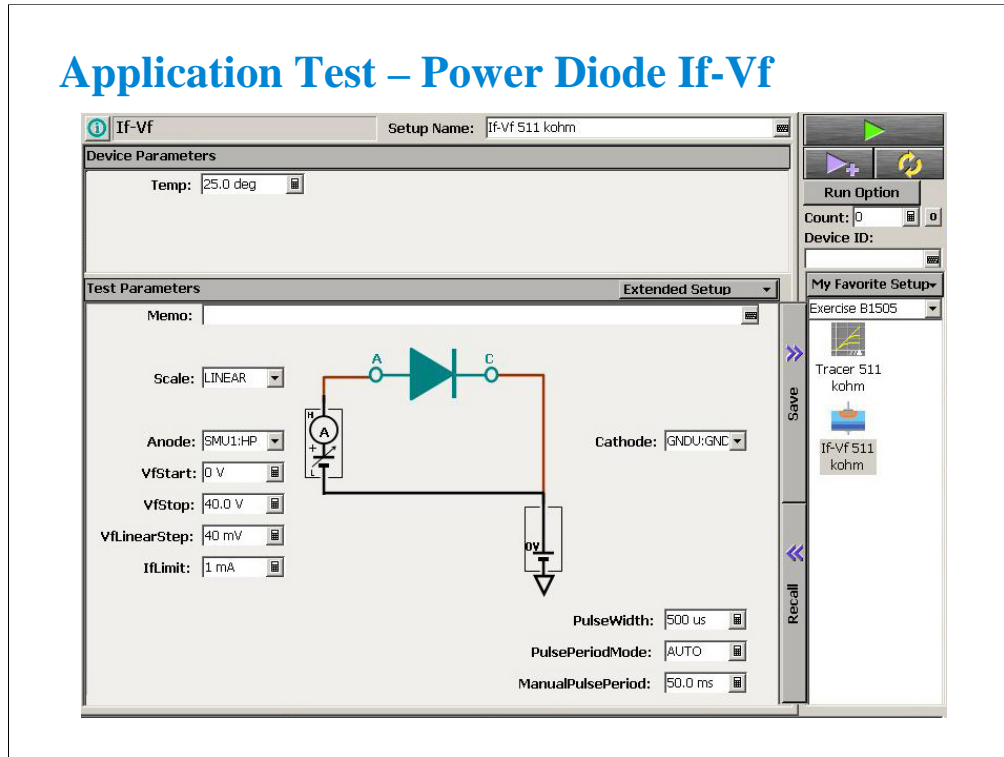 Application Test – Power Diode If-Vf
If-Vf
Setup Name: If-Vf 511 kohm
Device Parameters
Temp: 25.0 deg
Run Option
Count: 0
0
Device ID:
Test Parameters
Extended Setup
My Favorite Setup
Exercise B1505
Memo:
Tracer 511
kohm
If-Vf 511
kohm
Save
Recall
A
C
Scale: LINEAR
H
A
+
L
Anode: SMU1:HP
Cathode: GNDU:GND
VfStart: 0 V
VfStop: 40.0 V
VfLinearStep: 40 mV
0V
IfLimit: 1 mA
PulseWidth: 500 us
PulsePeriodMode: AUTO
ManualPulsePeriod: 50.0 ms